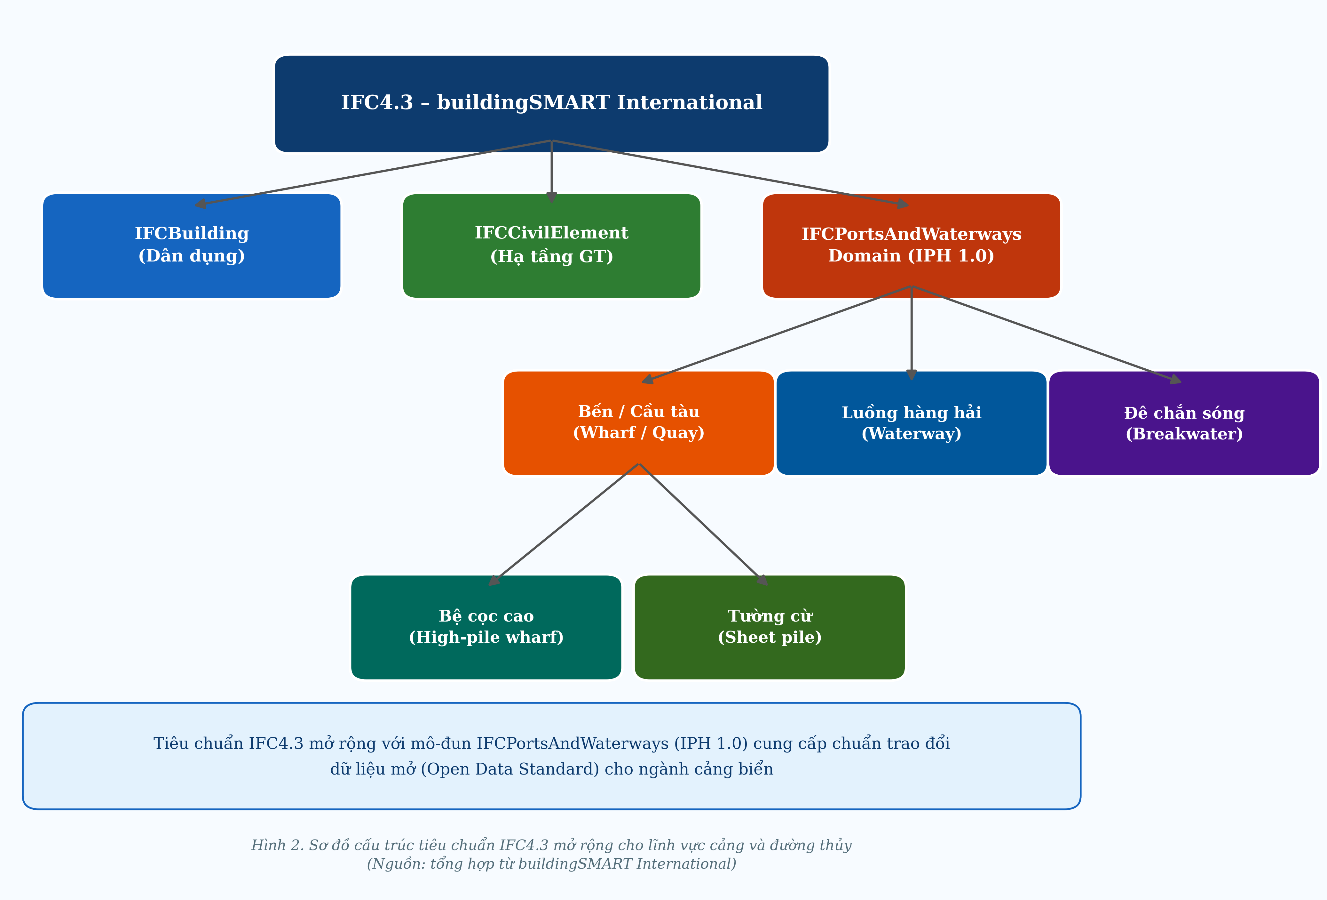 IFC4.3 – buildingSMART International
IFCBuilding
(Dân dụng)
IFCCivilElement
(Hạ tầng GT)
IFCPortsAndWaterways
Domain (IPH 1.0)
Bến / Cầu tàu
(Wharf / Quay)
Luồng hàng hải
(Waterway)
Đê chắn sóng
(Breakwater)
Bệ cọc cao
(High-pile wharf)
Tường cừ
(Sheet pile)
Tiêu chuẩn IFC4.3 mở rộng với mô-đun IFCPortsAndWaterways (IPH 1.0) cung cấp chuẩn trao đổi
dữ liệu mở (Open Data Standard) cho ngành cảng biển
Hình 2. Sơ đồ cấu trúc tiêu chuẩn IFC4.3 mở rộng cho lĩnh vực cảng và đường thủy
(Nguồn: tổng hợp từ buildingSMART International)